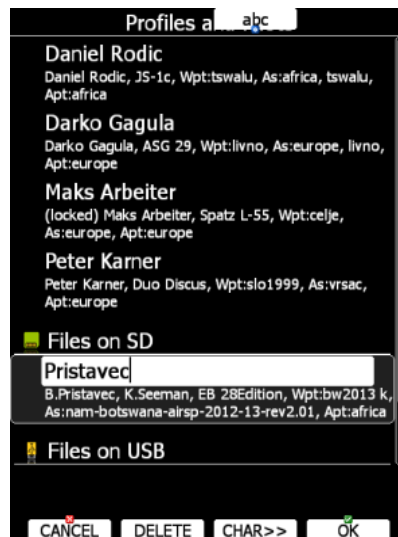 Profiles a
abc
Daniel Rodic
Daniel Rodic, JS-1c, Wpt:tswalu, As:africa, tswalu,
Apt:africa
Darko Gagula
Darko Gagula, ASG 29, Wpt:livno, As:europe, livno,
Apt:europe
Maks Arbeiter
(locked) Maks Arbeiter, Spatz L-55, Wpt:celje,
As:europe, Apt:europe
Peter Karner
Peter Karner, Duo Discus, Wpt:slo1999, As:vrsac,
Apt:europe
Files on SD
Pristavec
B.Pristavec, K.Seeman, EB 28Edition, Wpt:bw2013 k,
As:nam-botswana-airsp-2012-13-rev2.01, Apt:africa
Files on USB
CANCEL DELETE CHAR>> OK